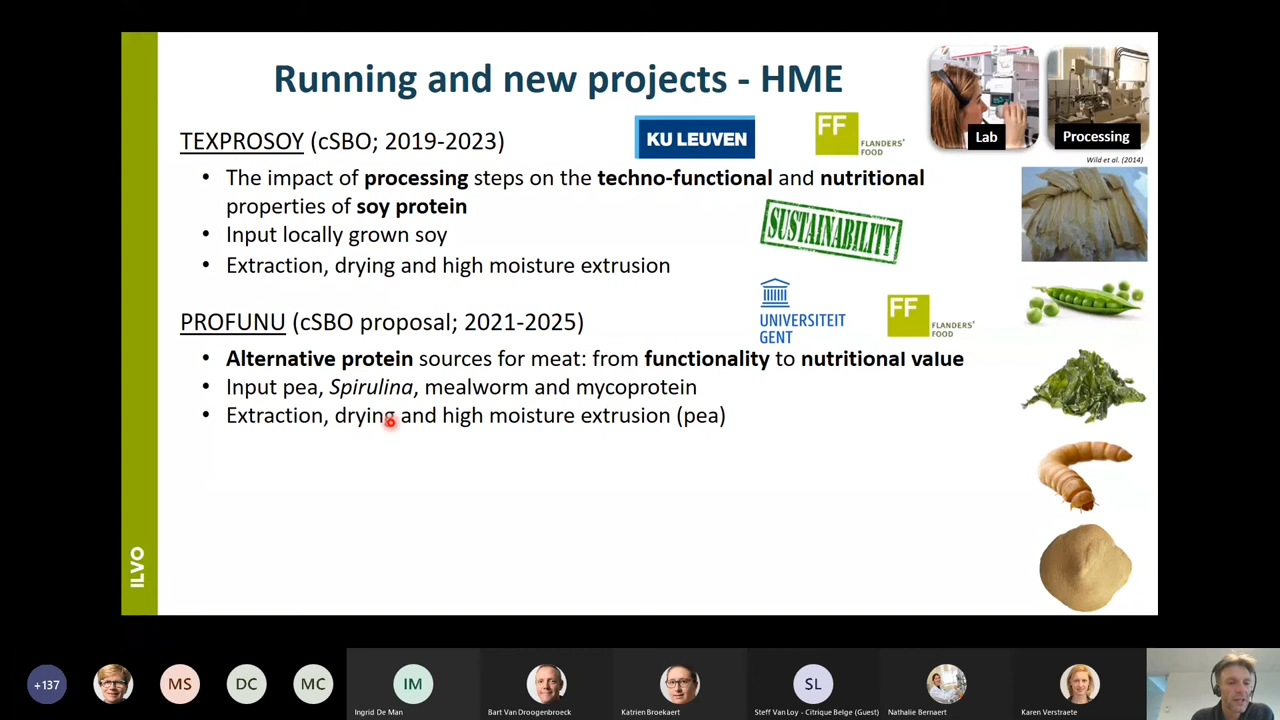 Running and new projects - HME
Lab
Processing
Wild et al. (2014)
TEXPROSOY (cSBO; 2019-2023)
KU LEUVEN
FF
FLANDERS'
FOOD
• The impact of processing steps on the techno-functional and nutritional
properties of soy protein
• Input locally grown soy
• Extraction, drying and high moisture extrusion
SUSTAINABILITY
PROFUNU (cSBO proposal; 2021-2025)
UNIVERSITEIT
GENT
FF
FLANDERS'
FOOD
• Alternative protein sources for meat: from functionality to nutritional value
• Input pea, Spirulina, mealworm and mycoprotein
• Extraction, drying and high moisture extrusion (pea)
ILVO
+137
MS
DC
MC
IM
Ingrid De Man
Bart Van Droogenbroeck
Katrien Broekaert
SL
Steff Van Loy - Citrique Belge (Guest)
Nathalie Bernaert
Karen Verstraete